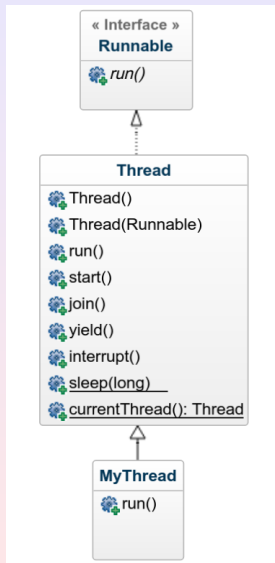 « Interface »
Runnable
run()
Thread
Thread()
Thread(Runnable)
run()
start()
join()
yield()
interrupt()
sleep(long)
currentThread(): Thread
MyThread
run()